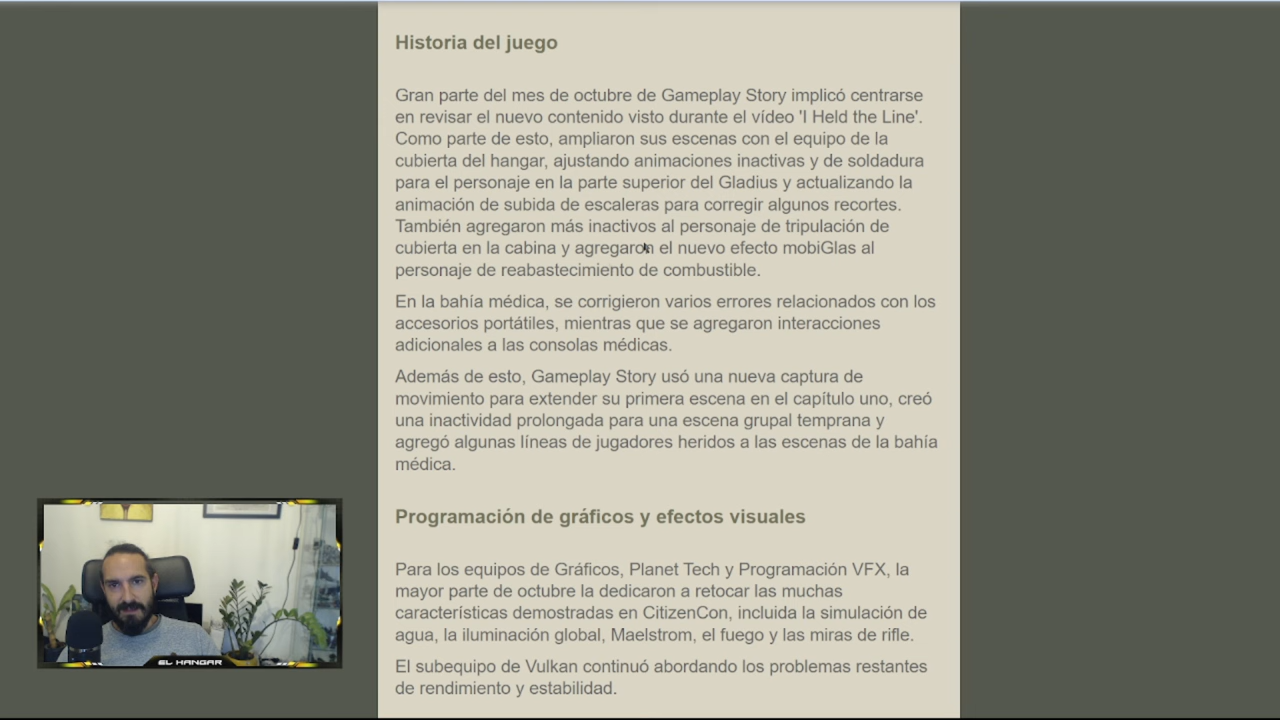 Historia del juego
Gran parte del mes de octubre de Gameplay Story implicó centrarse
en revisar el nuevo contenido visto durante el vídeo 'I Held the Line'.
Como parte de esto, ampliaron sus escenas con el equipo de la
cubierta del hangar, ajustando animaciones inactivas y de soldadura
para el personaje en la parte superior del Gladius y actualizando la
animación de subida de escaleras para corregir algunos recortes.
También agregaron más inactivos al personaje de tripulación de
cubierta en la cabina y agregaron el nuevo efecto mobiGlas al
personaje de reabastecimiento de combustible.
En la bahía médica, se corrigieron varios errores relacionados con los
accesorios portátiles, mientras que se agregaron interacciones
adicionales a las consolas médicas.
Además de esto, Gameplay Story usó una nueva captura de
movimiento para extender su primera escena en el capítulo uno, creó
una inactividad prolongada para una escena grupal temprana y
agregó algunas líneas de jugadores heridos a las escenas de la bahía
médica.
Programación de gráficos y efectos visuales
Para los equipos de Gráficos, Planet Tech y Programación VFX, la
mayor parte de octubre la dedicaron a retocar las muchas
características demostradas en CitizenCon, incluida la simulación de
agua, la iluminación global, Maelstrom, el fuego y las miras de rifle.
El subequipo de Vulkan continuó abordando los problemas restantes
de rendimiento y estabilidad.
EL HANGAR